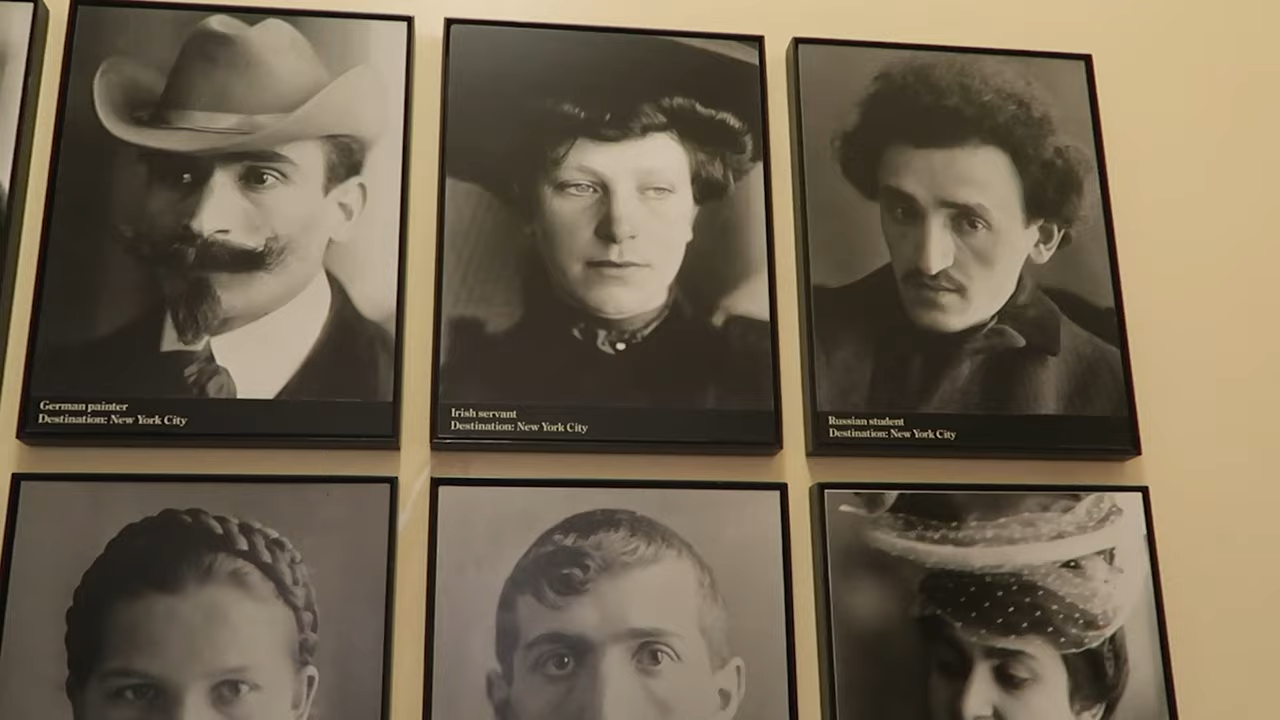 German painter
Destination: New York City
Irish servant
Destination: New York City
Russian student
Destination: New York City